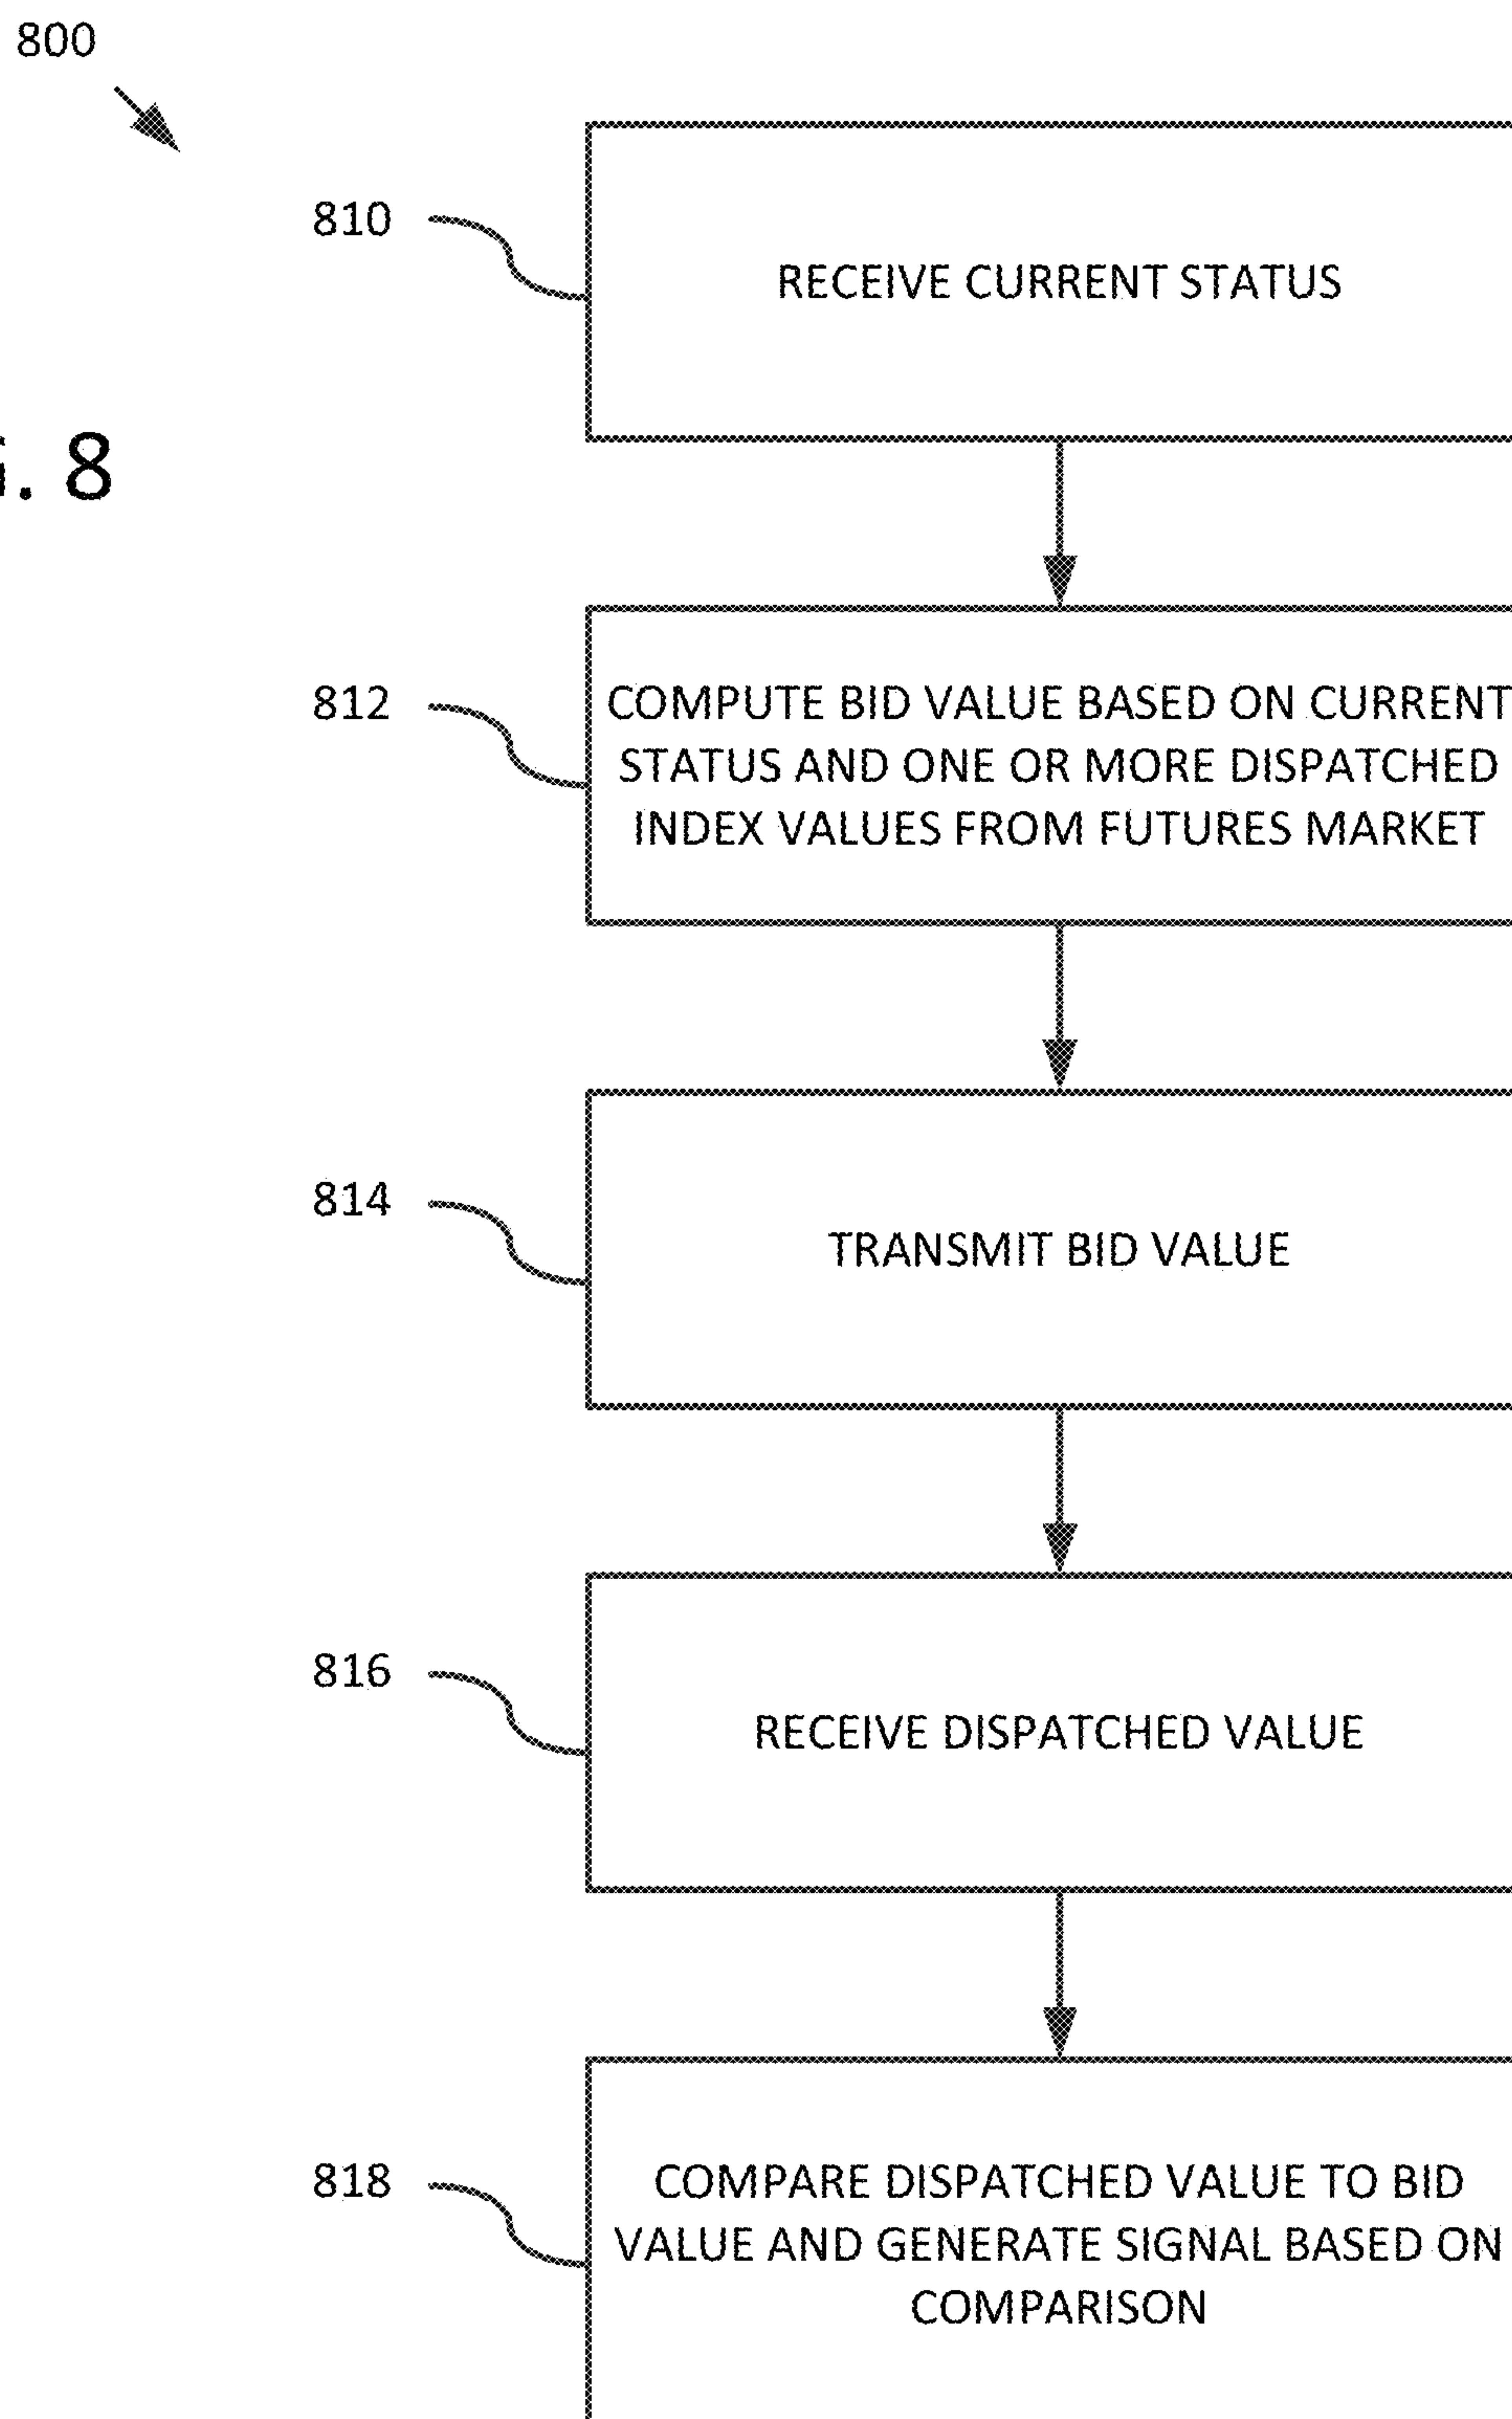 800
810
RECEIVE CURRENT STATUS
. 8
812
COMPUTE BID VALUE BASED ON CURRENT
STATUS AND ONE OR MORE DISPATCHED
INDEX VALUES FROM FUTURES MARKET
814
TRANSMIT BID VALUE
816
RECEIVE DISPATCHED VALUE
818
COMPARE DISPATCHED VALUE TO BID
VALUE AND GENERATE SIGNAL BASED ON
COMPARISON